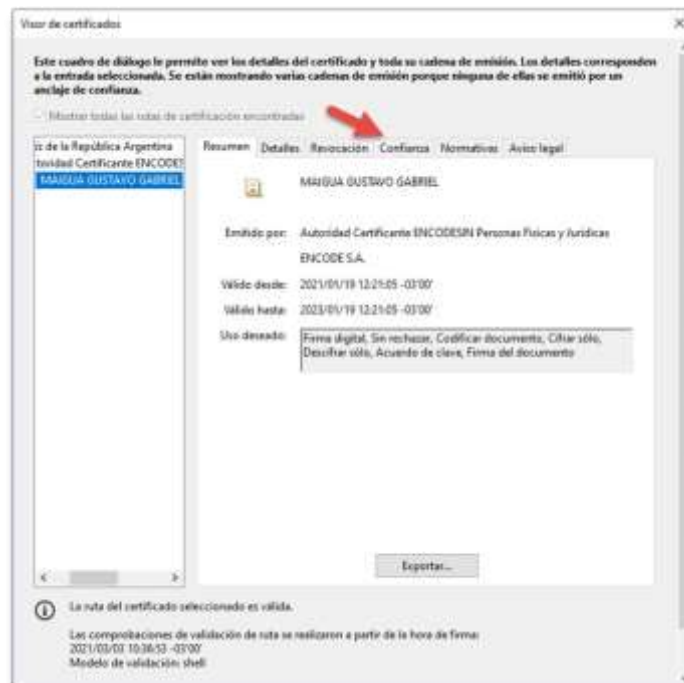 Visor de certificados
Este cuadro de diálogo le permite ver los detalles del certificado y toda su cadena de emisión. Los detalles corresponden
a la entrada seleccionada. Se están mostrando varias cadenas de emisión porque ninguna de ellas se emitió por un
anclaje de confianza.
Mostrar todas las rutas de certificación encontradas
z de la República Argentina
toridad Certificante ENCODES
MAIGUA GUSTAVO GABRIEL
Resumen Detalles Revocación Confianza Normativas Aviso legal
MAIGUA GUSTAVO GABRIEL
Emitido por: Autoridad Certificante ENCODESIN Personas Físicas y Jurídicas
ENCODE S.A.
Válido desde: 2021/01/19 12:21:05 -03'00'
Válido hasta: 2023/01/19 12:21:05 -03'00'
Uso deseado: Firma digital, Sin rechazar, Codificar documento, Cifrar sólo,
Descifrar sólo, Acuerdo de clave, Firma del documento
Exportar...
La ruta del certificado seleccionado es válida.
Las comprobaciones de validación de ruta se realizaron a partir de la hora de firma:
2021/03/03 10:36:53 -03'00'
Modelo de validación: shell